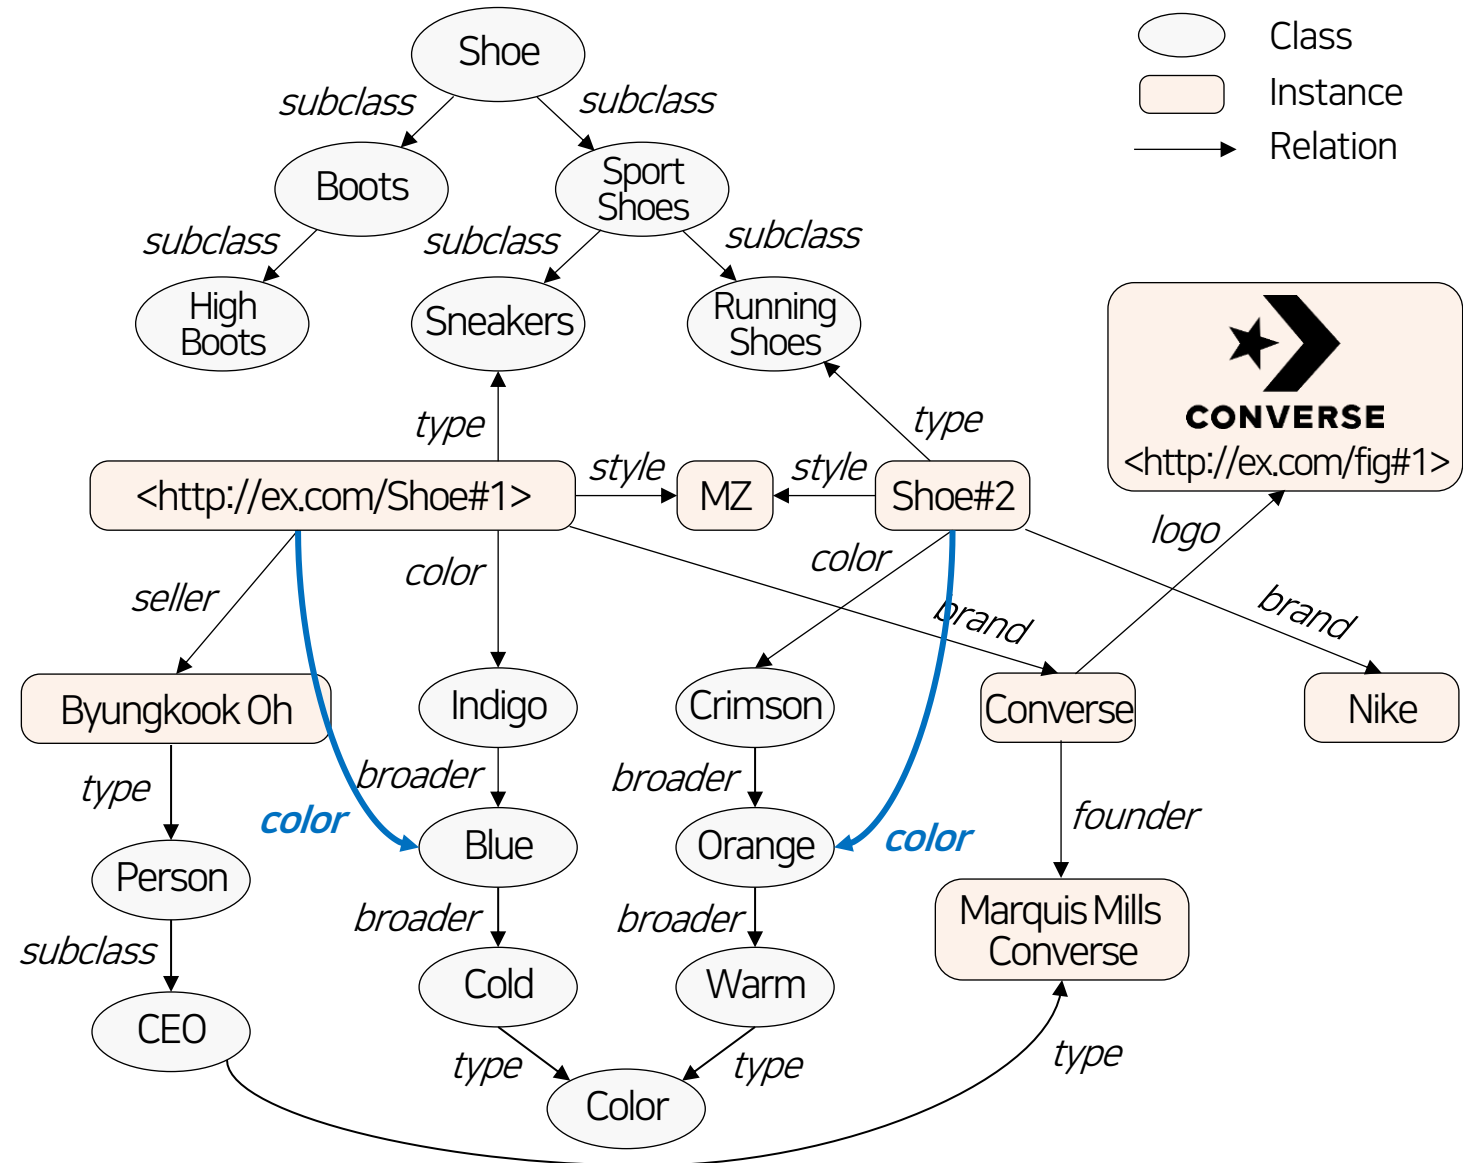 Shoe
Class
Instance
Relation
subclass
subclass
Boots
Sport
Shoes
subclass
subclass
subclass
High
Boots
Sneakers
Running
Shoes
CONVERSE
<http://ex.com/fig#1>
type
type
<http://ex.com/Shoe#1>
style
MZ
style
Shoe#2
logo
seller
color
color
brand
brand
Byungkook Oh
Indigo
Crimson
Converse
Nike
type
broader
broader
color
Blue
Orange
color
founder
Person
broader
broader
Marquis Mills
Converse
subclass
Cold
Warm
CEO
type
type
type
Color